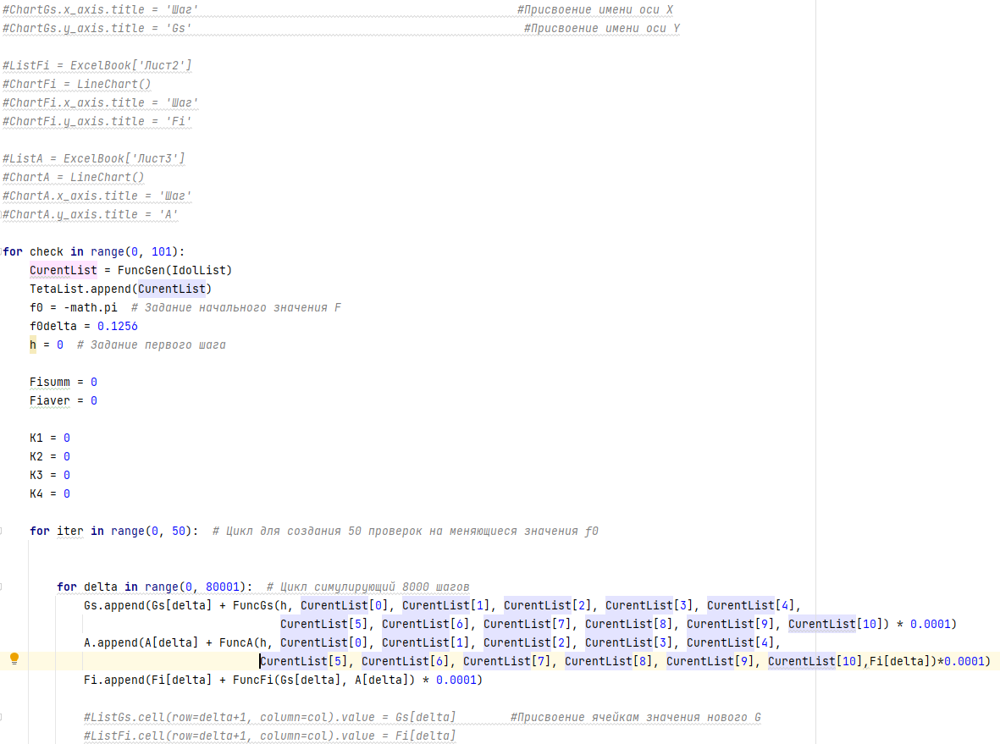 #ChartGs.x_axis.title = 'Шаг' #Присвоение имени оси X
#ChartGs.y_axis.title = 'Gs' #Присвоение имени оси Y
#ListFi = ExcelBook['Лист2']
#ChartFi = LineChart()
#ChartFi.x_axis.title = 'Шаг'
#ChartFi.y_axis.title = 'Fi'
#ListA = ExcelBook['Лист3']
#ChartA = LineChart()
#ChartA.x_axis.title = 'Шаг'
#ChartA.y_axis.title = 'A'
for check in range(0, 101):
CurentList = FuncGen(IdolList)
TetaList.append(CurentList)
f0 = -math.pi # Задание начального значения F
f0delta = 0.1256
h = 0 # Задание первого шага
Fisumm = 0
Fiaver = 0
K1 = 0
K2 = 0
K3 = 0
K4 = 0
for iter in range(0, 50): # Цикл для создания 50 проверок на меняющиеся значения f0
for delta in range(0, 80001): # Цикл симулирующий 8000 шагов
Gs.append(Gs[delta] + FuncGs(h, CurentList[0], CurentList[1], CurentList[2], CurentList[3], CurentList[4],
CurentList[5], CurentList[6], CurentList[7], CurentList[8], CurentList[9], CurentList[10]) * 0.0001)
A.append(A[delta] + FuncA(h, CurentList[0], CurentList[1], CurentList[2], CurentList[3], CurentList[4],
CurentList[5], CurentList[6], CurentList[7], CurentList[8], CurentList[9], CurentList[10],Fi[delta])*0.0001)
Fi.append(Fi[delta] + FuncFi(Gs[delta], A[delta]) * 0.0001)
#ListGs.cell(row=delta+1, column=col).value = Gs[delta] #Присвоение ячейкам значения нового G
#ListFi.cell(row=delta+1, column=col).value = Fi[delta]